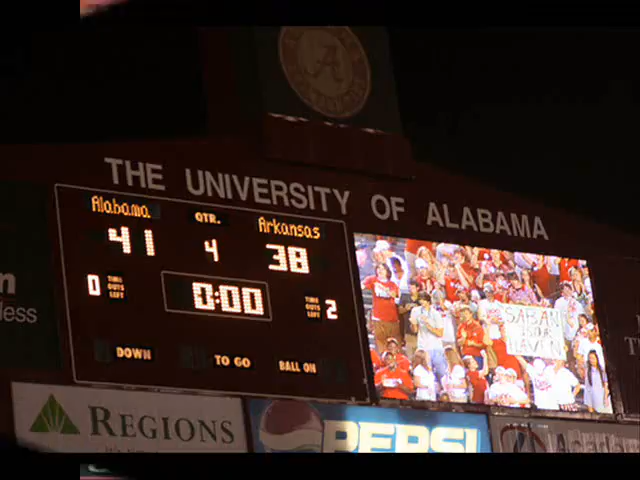 A
THE UNIVERSITY OF ALABAMA
Alabama QTR. Arkansas
41 4 38
0 TIME OUTS LEFT 0:00 TIME OUTS LEFT 2
DOWN TO GO BALL ON
SABAN
IS OUR
HAVEN
less
REGIONS
PEPSI